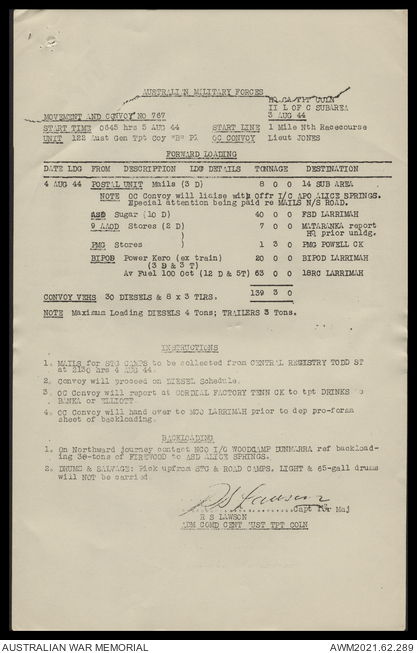 AUSTRALIAN MILITARY FORCES
HQ CA TPT COLN
II L OF C SUBAREA
MOVEMENT AND CONVOY NO 767 3 AUG 44
START TIME 0645 hrs 5 AUG 44 START LINE 1 Mile Nth Racecourse
UNIT 122 Aust Gen Tpt Coy "B" Pl OC CONVOY Lieut JONES
FORWARD LOADING
DATE LDG FROM DESCRIPTION LDG DETAILS TONNAGE DESTINATION
4 AUG 44 POSTAL UNIT Mails (3 D) 8 0 0 14 SUB AREA
NOTE OC Convoy will liaise with Offr I/C APO ALICE SPRINGS.
Special attention being paid re MAILS N/S ROAD.
ASD Sugar (10 D) 40 0 0 FSD LARRIMAH
9 AAOD Stores (2 D) ) 7 0 0 MATARANKA report
) HQ prior unldg.
PMG Stores ) 1 3 0 PMG POWELL CK
BIPOD Power Kero (ex train) 20 0 0 BIPOD LARRIMAH
(3 D & 3 T)
Av Fuel 100 Oct (12 D & 5T) 63 0 0 18RC LARRIMAH
139 3 0
CONVOY VEHS 30 DIESELS & 8 x 3 TLRS.
NOTE Maximum Loading DIESELS 4 Tons; TRAILERS 3 Tons.
INSTRUCTIONS
1. MAILS for STG CAMPS to be collected from CENTRAL REGISTRY TODD ST
at 2130 hrs 4 AUG 44.
2. Convoy will proceed on DIESEL Schedule.
3. OC Convoy will report at CORDIAL FACTORY TENN CK to tpt DRINKS to
BANKA or ELLIOTT.
4. OC Convoy will hand over to MCO LARRIMAH prior to dep pro-forma
sheet of backloading.
BACKLOADING
1. On Northward journey contact NCO I/C WOODCAMP DUNMARRA ref backload-
ing 30-tons of FIREWOOD to ASD ALICE SPRINGS.
2. DRUMS & SALVAGE: Pick up from STG & ROAD CAMPS. LIGHT & 65-gall drums
will NOT be carried.
R S Lawson
Capt for Maj
R S LAWSON
ADM COMD CENT AUST TPT COLN
AUSTRALIAN WAR MEMORIAL AWM2021.62.289